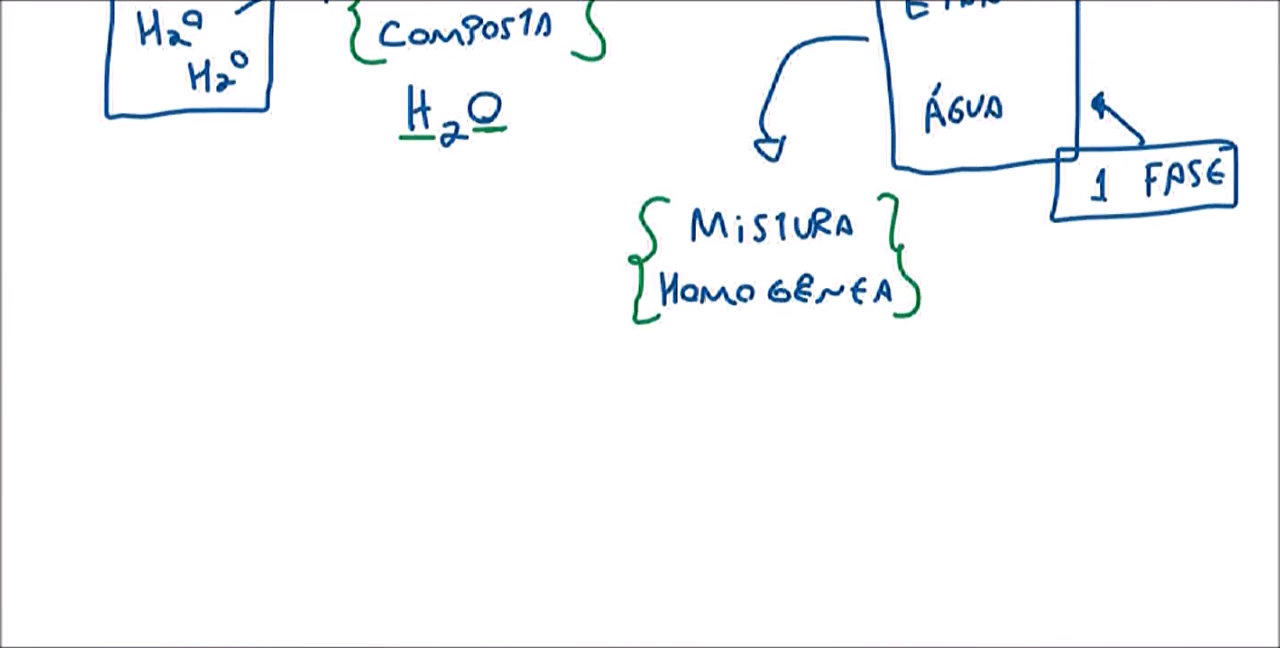 H₂O
H₂O
COMPOSTA
H₂O
ÁGUA
1 FASE
MISTURA
HOMOGÊNEA